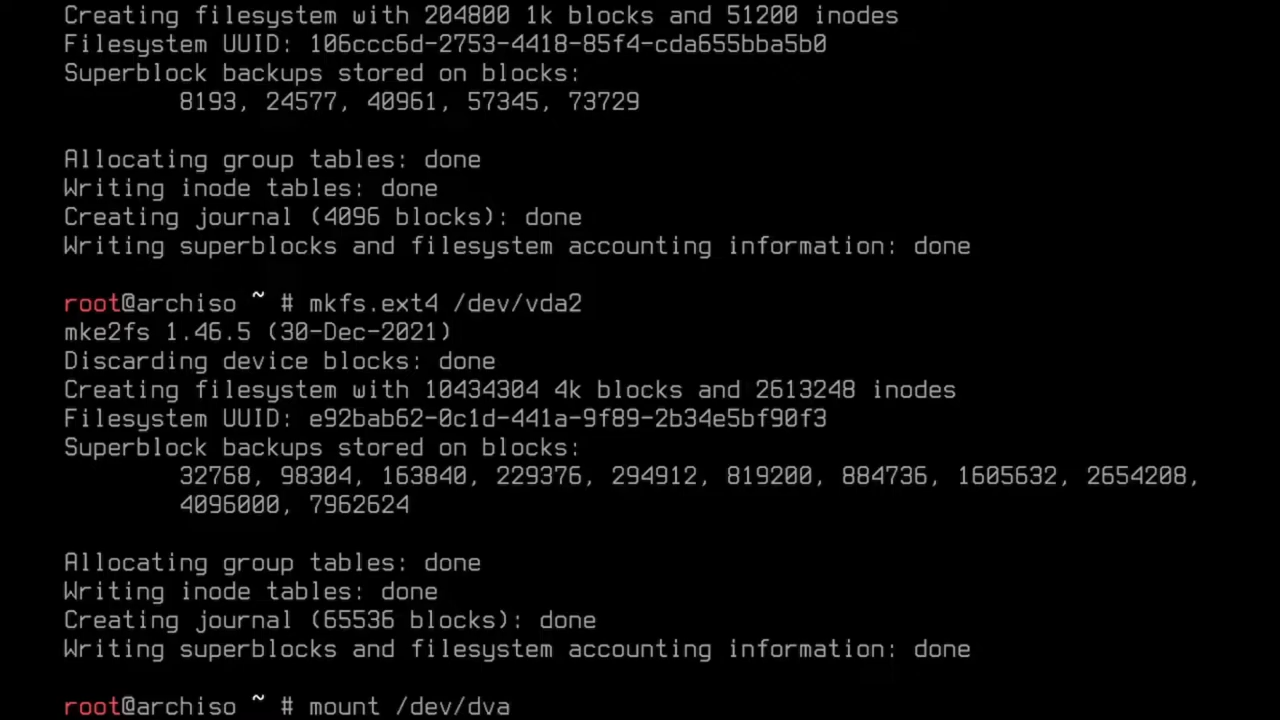 Creating filesystem with 204800 1k blocks and 51200 inodes
Filesystem UUID: 106ccc6d-2753-4418-85f4-cda655bba5b0
Superblock backups stored on blocks:
8193, 24577, 40961, 57345, 73729
Allocating group tables: done
Writing inode tables: done
Creating journal (4096 blocks): done
Writing superblocks and filesystem accounting information: done
root@archiso ~ # mkfs.ext4 /dev/vda2
mke2fs 1.46.5 (30-Dec-2021)
Discarding device blocks: done
Creating filesystem with 10434304 4k blocks and 2613248 inodes
Filesystem UUID: e92bab62-0c1d-441a-9f89-2b34e5bf90f3
Superblock backups stored on blocks:
32768, 98304, 163840, 229376, 294912, 819200, 884736, 1605632, 2654208,
4096000, 7962624
Allocating group tables: done
Writing inode tables: done
Creating journal (65536 blocks): done
Writing superblocks and filesystem accounting information: done
root@archiso ~ # mount /dev/dva